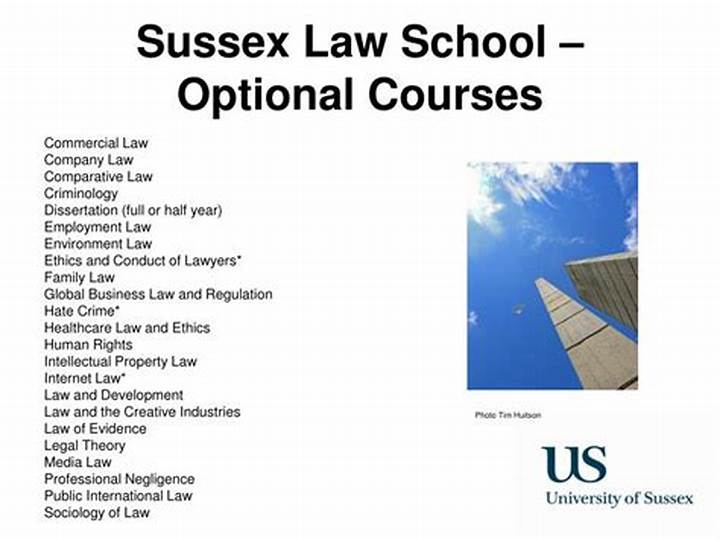 Sussex Law School –
Optional Courses
Commercial Law
Company Law
Comparative Law
Criminology
Dissertation (full or half year)
Employment Law
Environment Law
Ethics and Conduct of Lawyers*
Family Law
Global Business Law and Regulation
Hate Crime*
Healthcare Law and Ethics
Human Rights
Intellectual Property Law
Internet Law*
Law and Development
Law and the Creative Industries
Law of Evidence
Legal Theory
Media Law
Professional Negligence
Public International Law
Sociology of Law
Photo Tim Huitson
US
University of Sussex